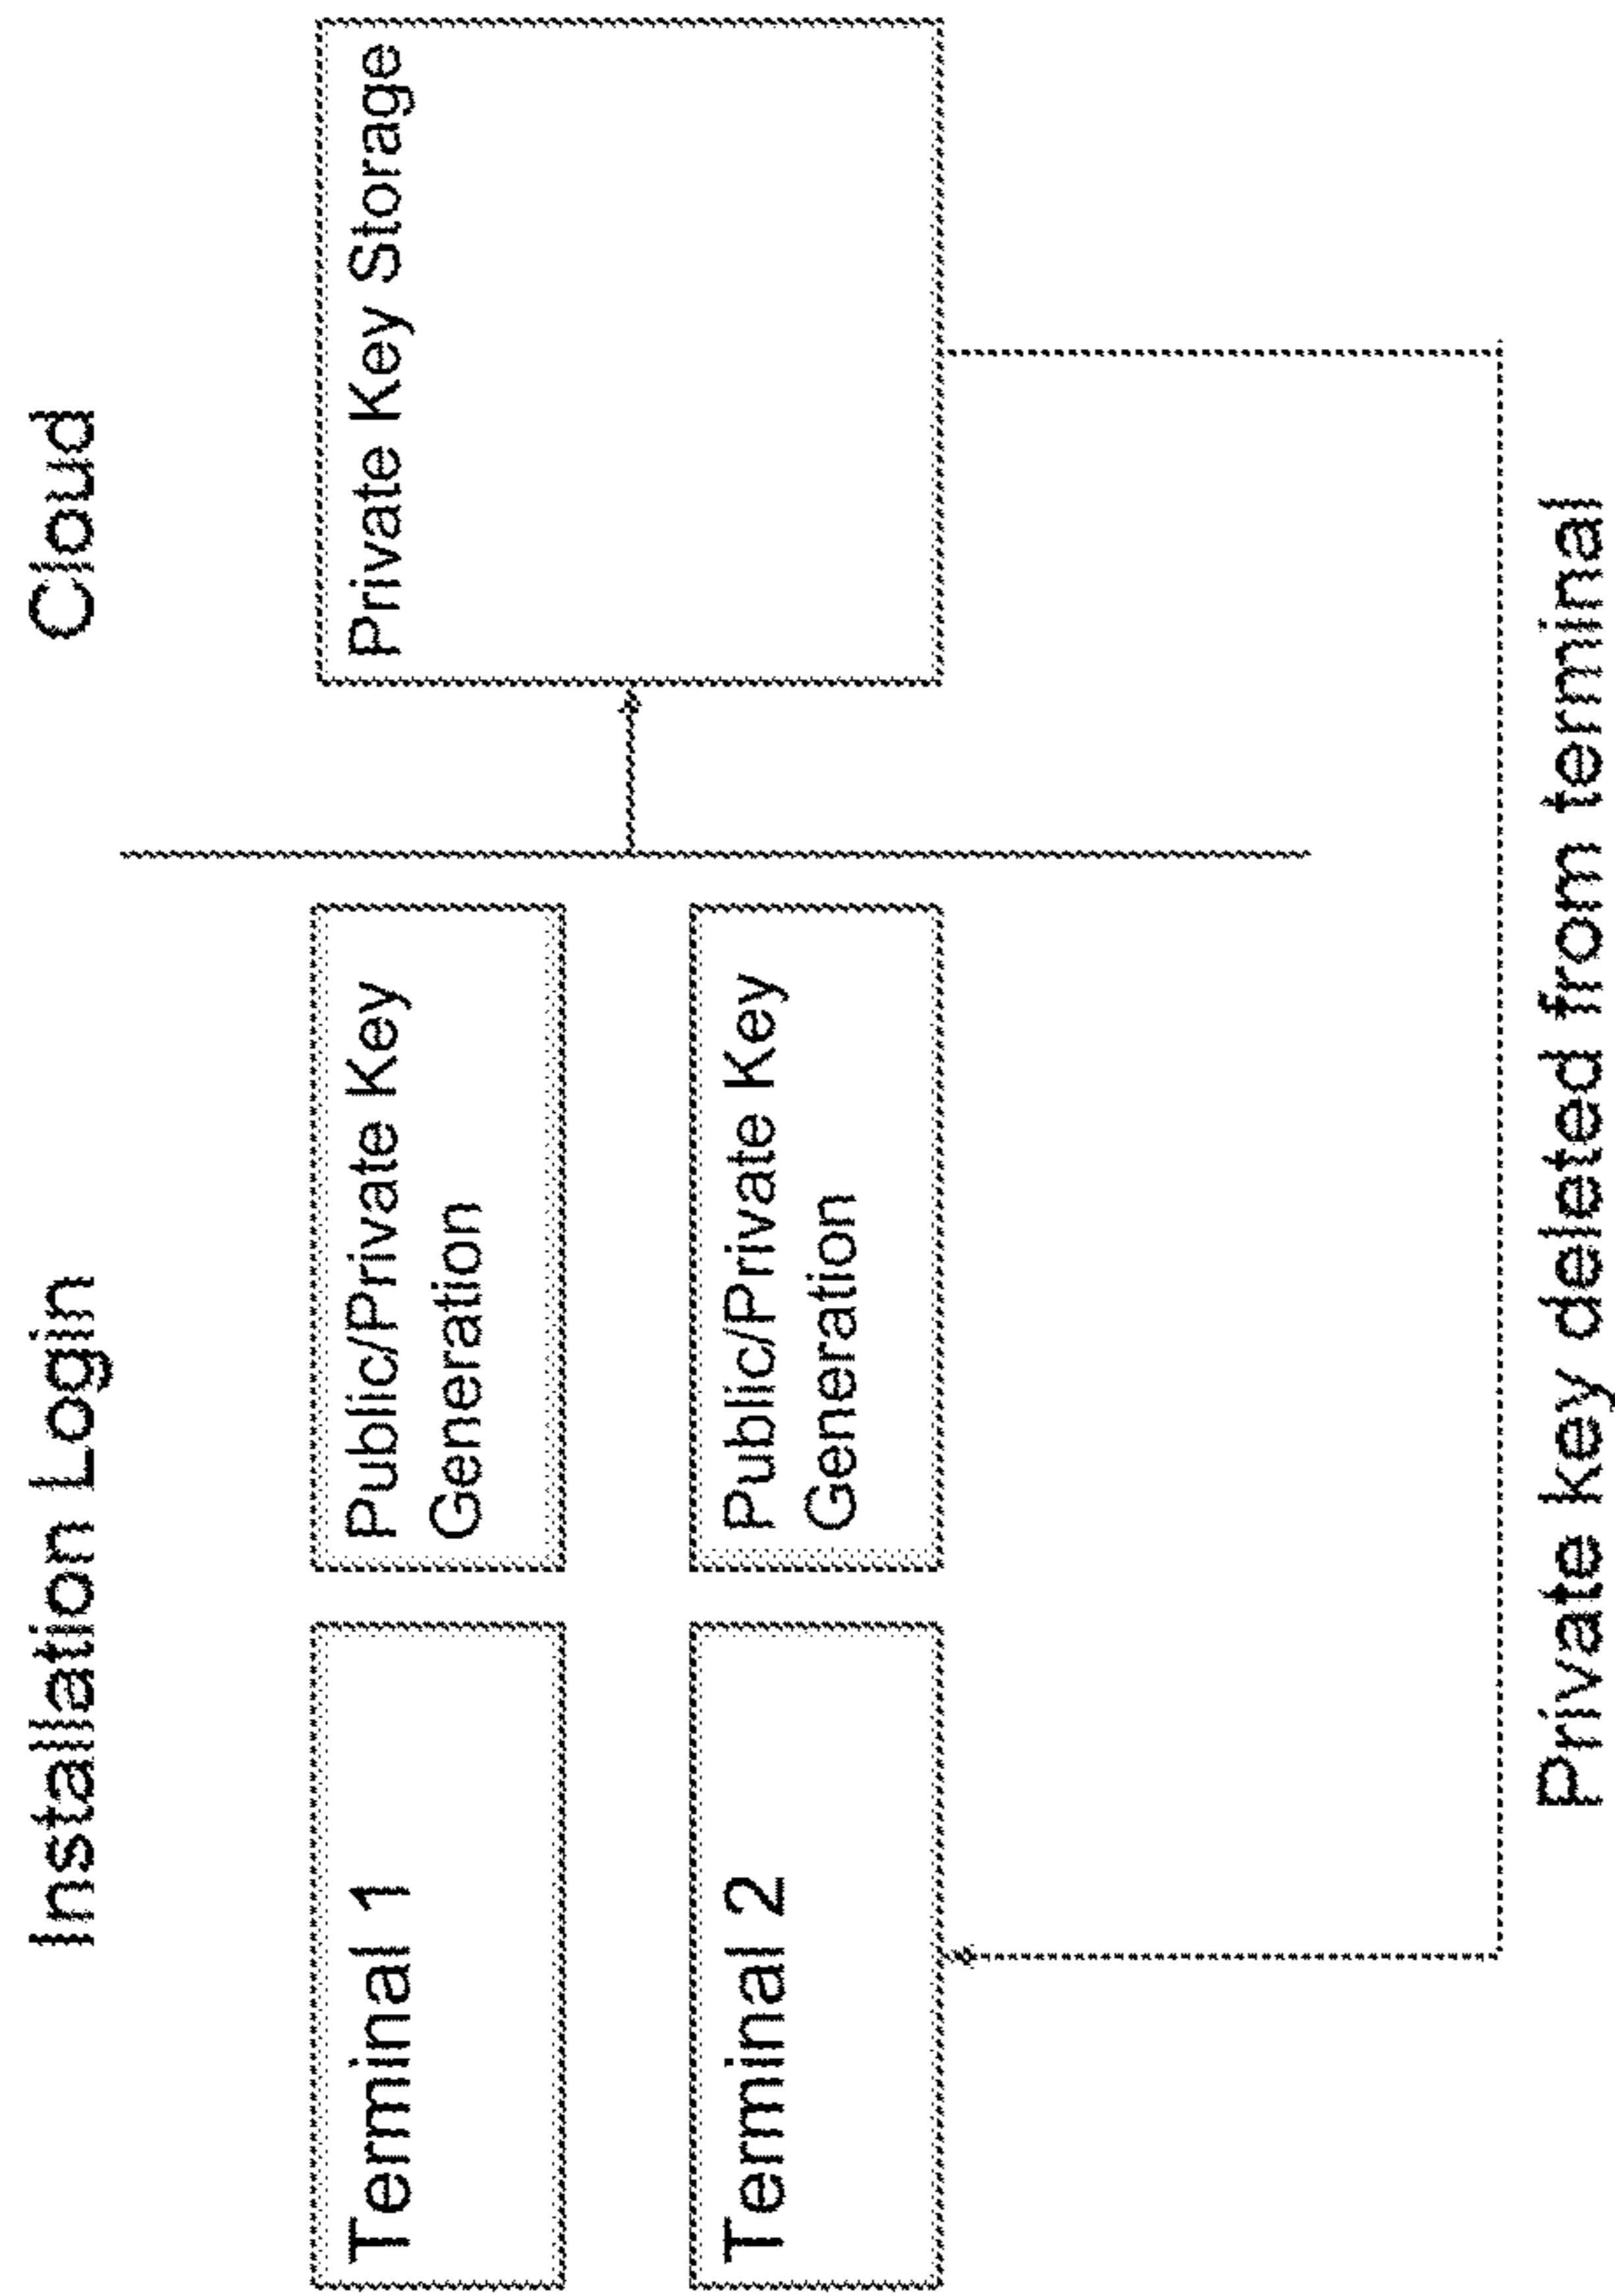 Installation Login
Cloud
Terminal 1
Public/Private Key
Generation
Private Key Storage
Terminal 2
Public/Private Key
Generation
Private key deleted from terminal